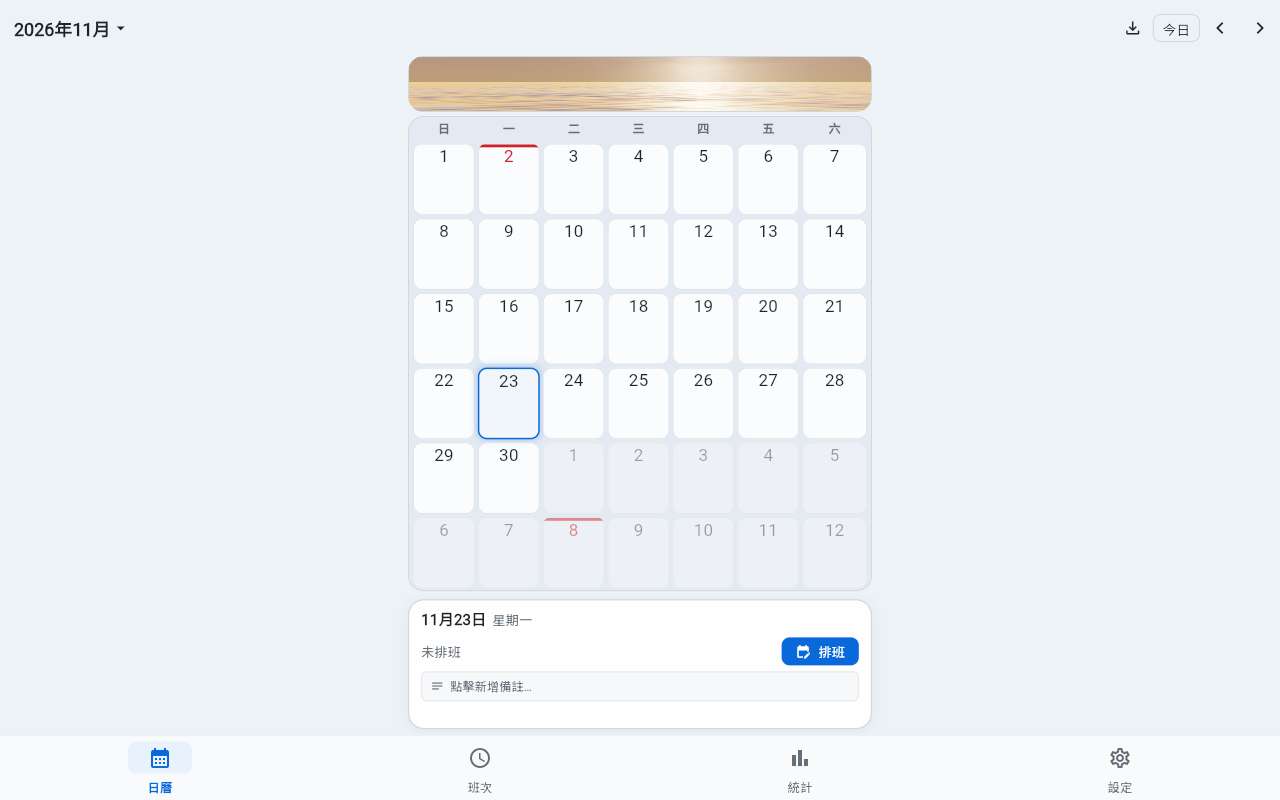 2026年11月
今日
日 一 二 三 四 五 六
1 2 3 4 5 6 7
8 9 10 11 12 13 14
15 16 17 18 19 20 21
22 23 24 25 26 27 28
29 30 1 2 3 4 5
6 7 8 9 10 11 12
11月23日 星期一
未排班 排班
點擊新增備註...
日曆 班次 統計 設定